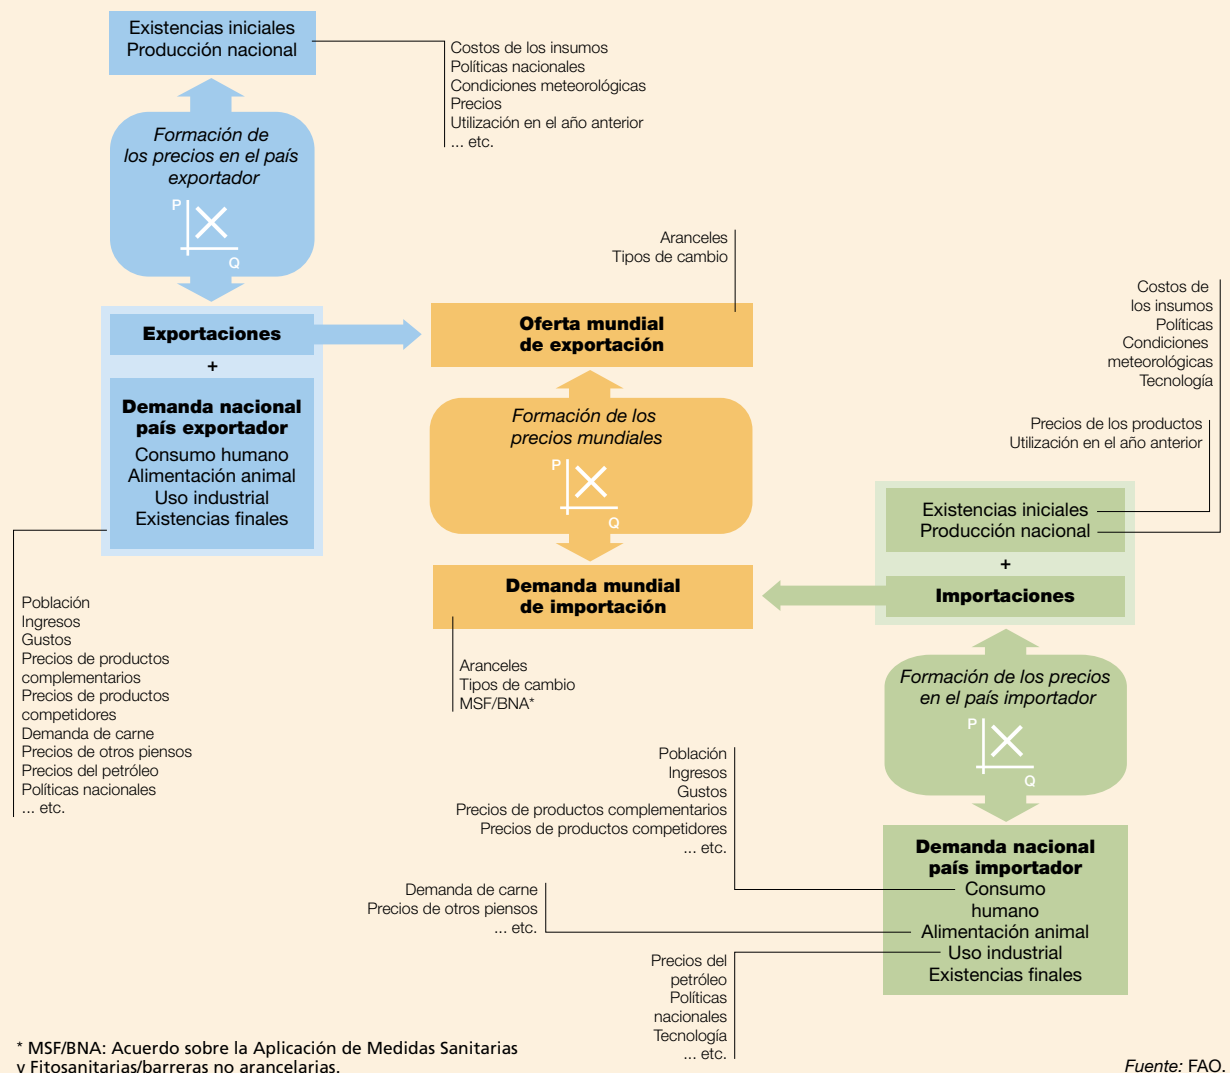 Existencias iniciales
Producción nacional
Costos de los insumos
Políticas nacionales
Condiciones meteorológicas
Precios
Utilización en el año anterior
... etc.
Formación de
los precios en el país
exportador
P
Q
Exportaciones
+
Demanda nacional
país exportador
Consumo humano
Alimentación animal
Uso industrial
Existencias finales
Población
Ingresos
Gustos
Precios de productos
complementarios
Precios de productos
competidores
Demanda de carne
Precios de otros piensos
Precios del petróleo
Políticas nacionales
... etc.
Aranceles
Tipos de cambio
Oferta mundial
de exportación
Formación de los
precios mundiales
P
Q
Demanda mundial
de importación
Aranceles
Tipos de cambio
MSF/BNA*
Costos de
los insumos
Políticas
Condiciones
meteorológicas
Tecnología
Precios de los productos
Utilización en el año anterior
Existencias iniciales
Producción nacional
+
Importaciones
Formación de los precios
en el país importador
P
Q
Población
Ingresos
Gustos
Precios de productos complementarios
Precios de productos competidores
... etc.
Demanda de carne
Precios de otros piensos
... etc.
Precios del
petróleo
Políticas
nacionales
Tecnología
... etc.
Demanda nacional
país importador
Consumo
humano
Alimentación animal
Uso industrial
Existencias finales
* MSF/BNA: Acuerdo sobre la Aplicación de Medidas Sanitarias
y Fitosanitarias/barreras no arancelarias.
Fuente: FAO.